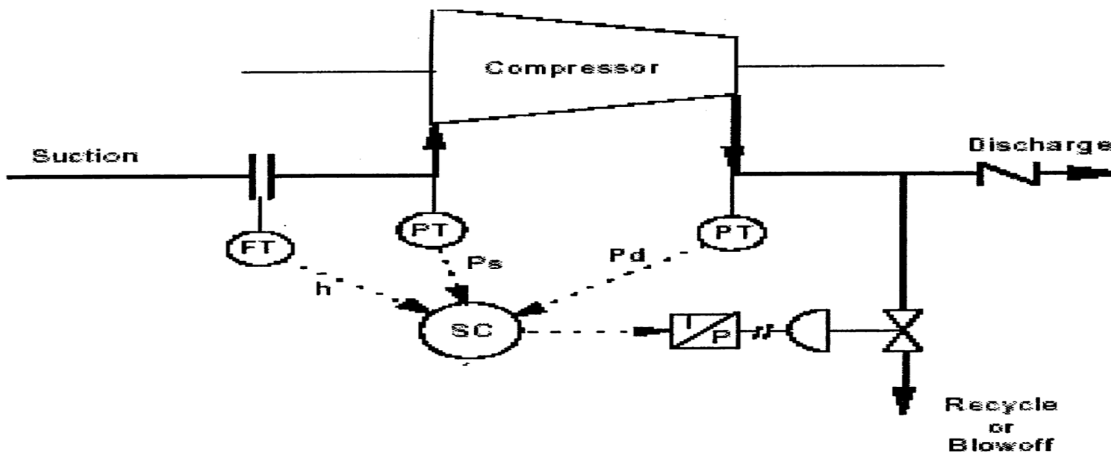 Compressor
Suction
Discharge
FT
PT
PT
Ps
Pd
h
SC
I
P
Recycle
or
Blowoff